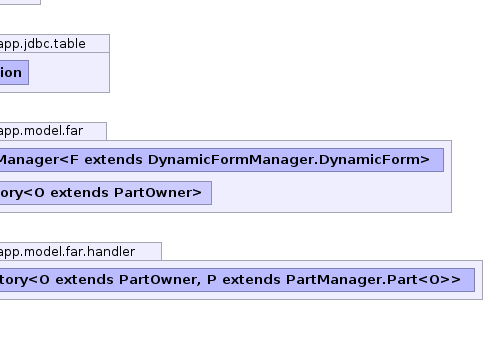 app.jdbc.table
ion
app.model.far
Manager<F extends DynamicFormManager.DynamicForm>
ory<O extends PartOwner>
app.model.far.handler
tory<O extends PartOwner, P extends PartManager.Part<O>>